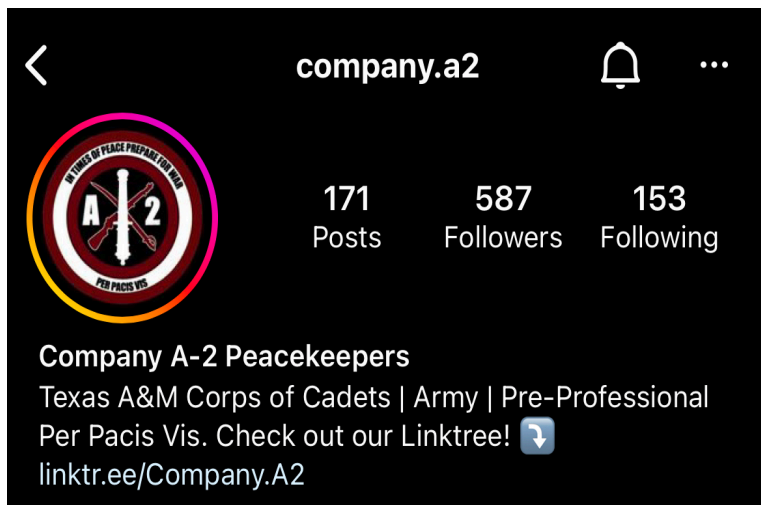 company.a2
IN TIMES OF PEACE PREPARE FOR WAR
A 2
PER PACIS VIS
171 587 153
Posts Followers Following
Company A-2 Peacekeepers
Texas A&M Corps of Cadets | Army | Pre-Professional
Per Pacis Vis. Check out our Linktree! ⤵️
linktr.ee/Company.A2